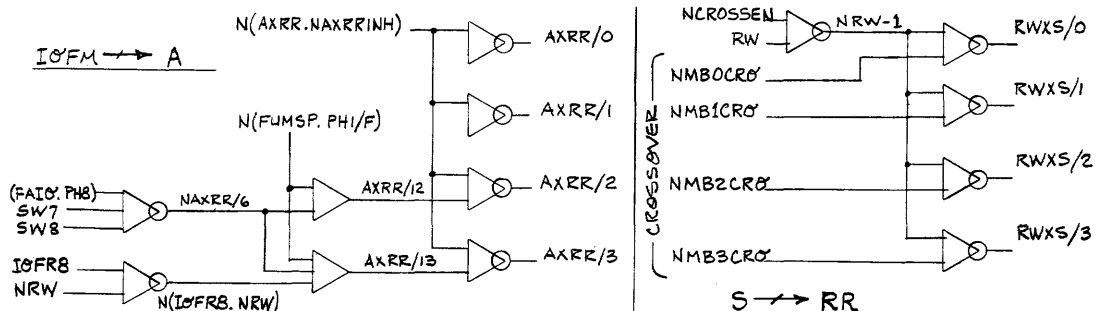 IOFM → A
N(AXRR.NAXRRINH)
AXRR/0
AXRR/1
N(FUMSP.PH1/F)
(FAIO.PH8)
SW7
SW8
NAXRR/6
AXRR/12
AXRR/2
IOFR8
NRW
N(IOFR8.NRW)
AXRR/13
AXRR/3
NCROSSEN
RW
NRW-1
RWXS/0
CROSSOVER
NMB0CRO
NMB1CRO
RWXS/1
NMB2CRO
RWXS/2
NMB3CRO
RWXS/3
S → RR